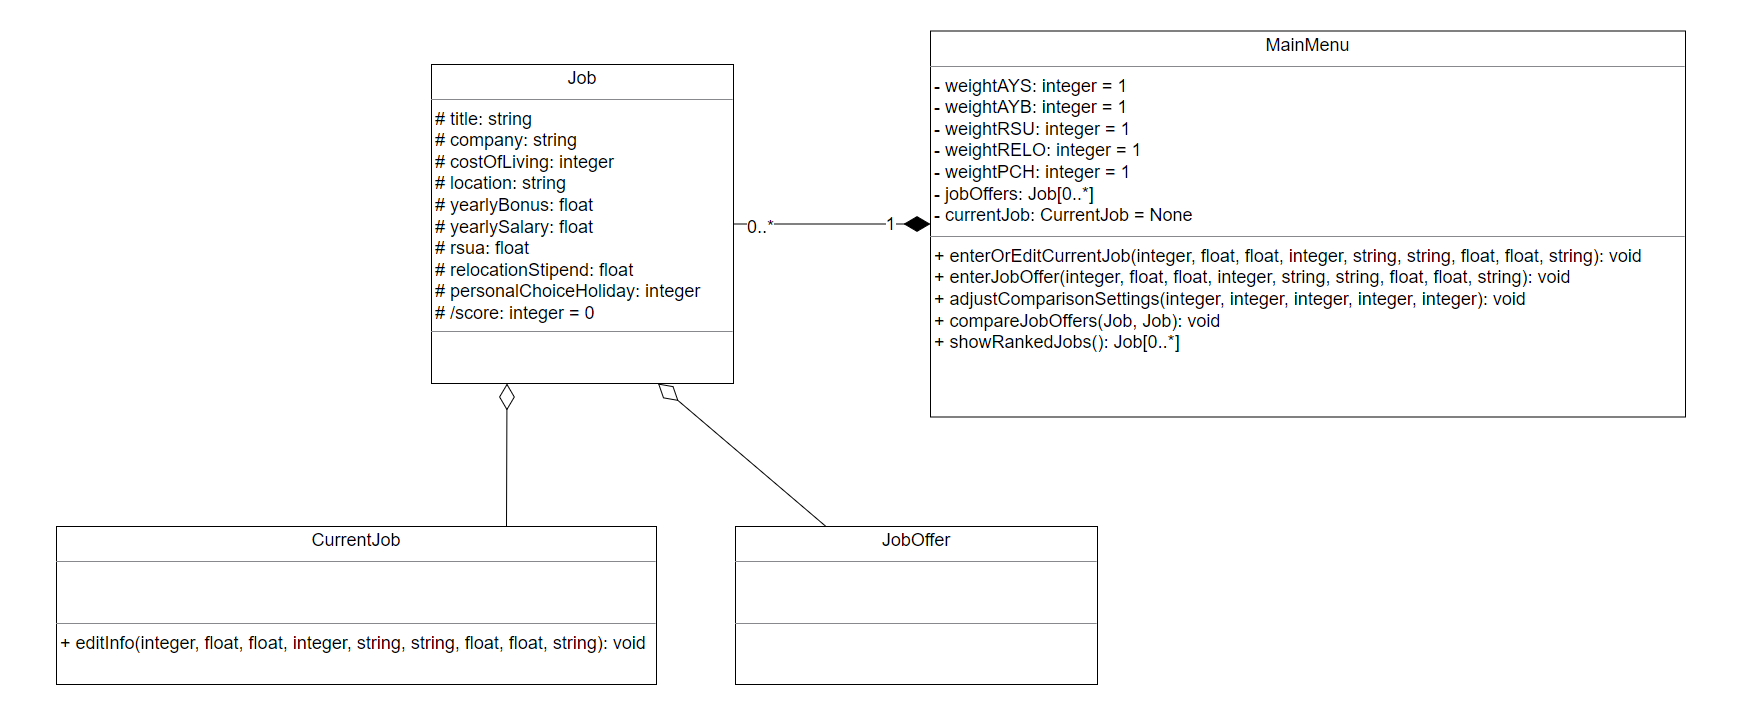 Job
# title: string
# company: string
# costOfLiving: integer
# location: string
# yearlyBonus: float
# yearlySalary: float
# rsua: float
# relocationStipend: float
# personalChoiceHoliday: integer
# /score: integer = 0
0..*
1
MainMenu
- weightAYS: integer = 1
- weightAYB: integer = 1
- weightRSU: integer = 1
- weightRELO: integer = 1
- weightPCH: integer = 1
- jobOffers: Job[0..*]
- currentJob: CurrentJob = None
+ enterOrEditCurrentJob(integer, float, float, integer, string, string, float, float, string): void
+ enterJobOffer(integer, float, float, integer, string, string, float, float, string): void
+ adjustComparisonSettings(integer, integer, integer, integer, integer): void
+ compareJobOffers(Job, Job): void
+ showRankedJobs(): Job[0..*]
CurrentJob
+ editInfo(integer, float, float, integer, string, string, float, float, string): void
JobOffer